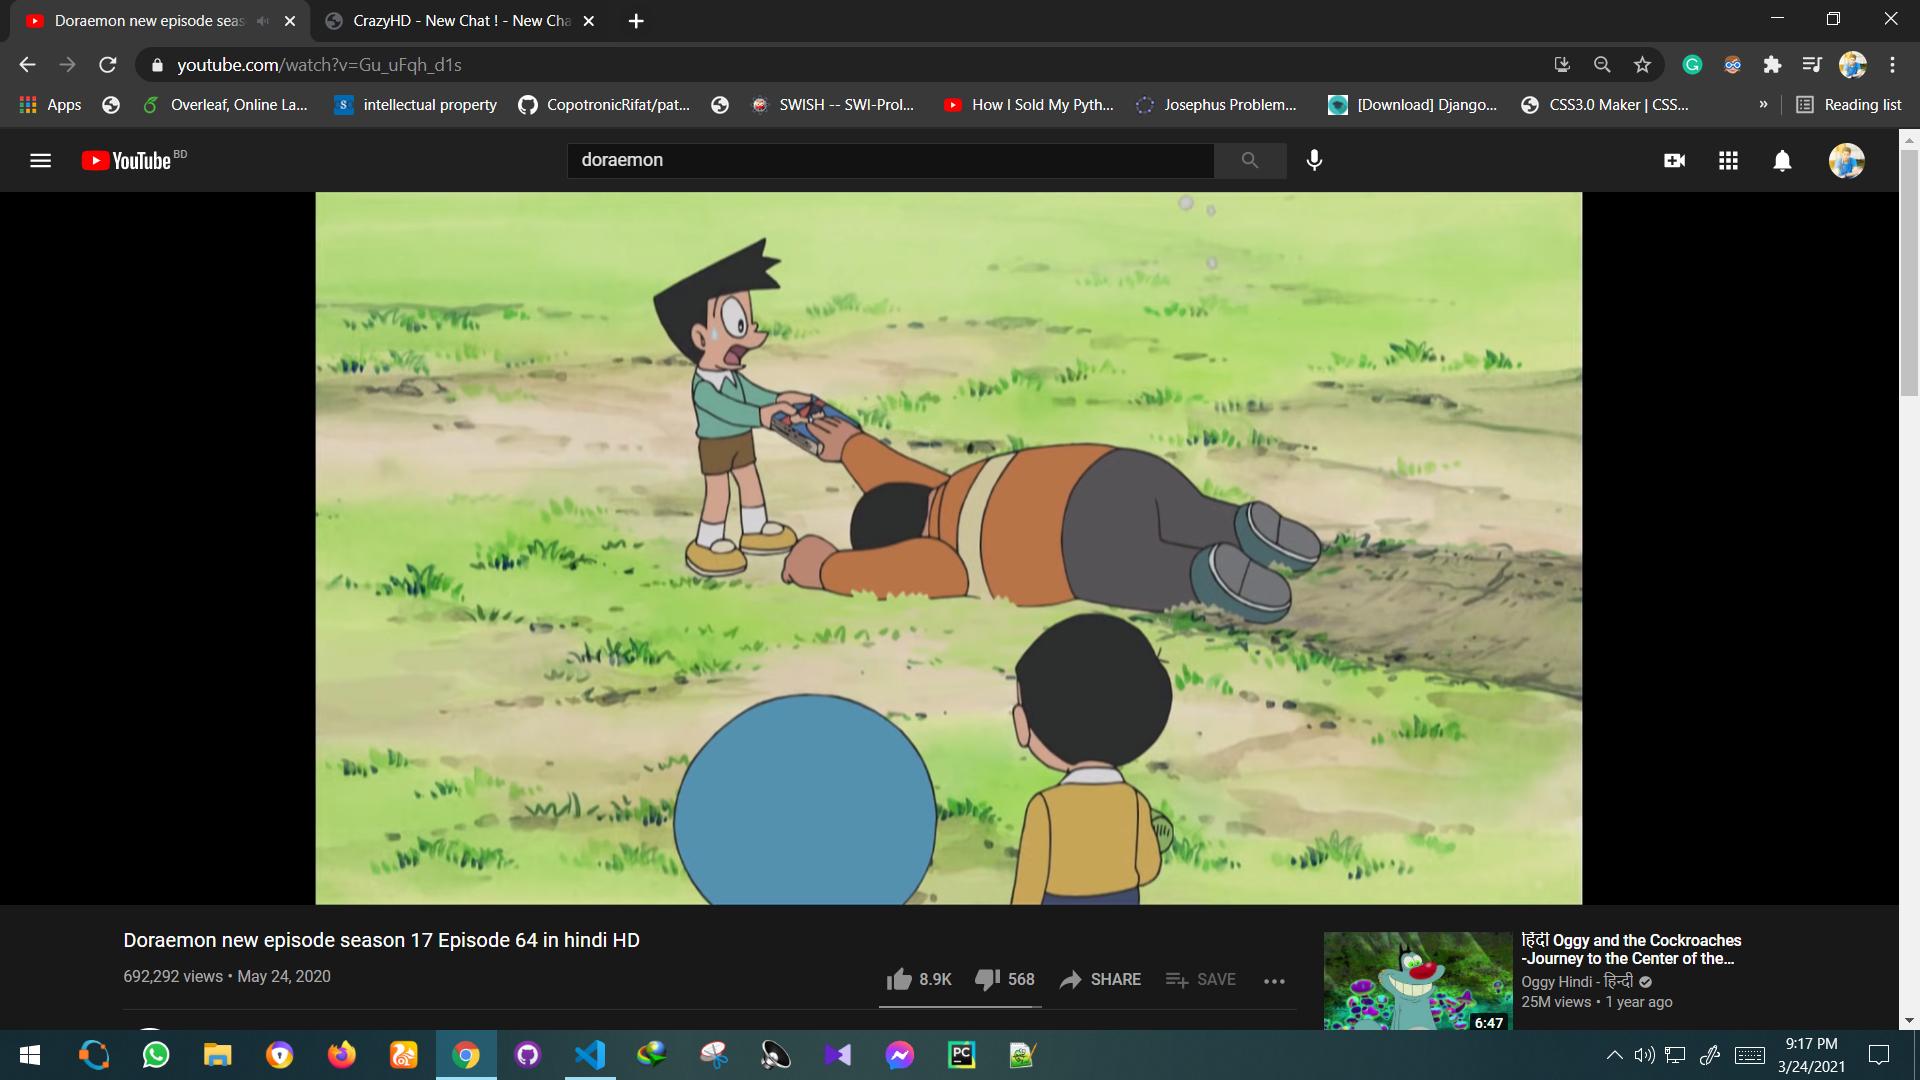 Doraemon new episode seas
CrazyHD - New Chat ! - New Cha
youtube.com/watch?v=Gu_uFqh_d1s
Apps
Overleaf, Online La...
intellectual property
CopotronicRifat/pat...
SWISH -- SWI-Prol...
How I Sold My Pyth...
Josephus Problem...
[Download] Django...
CSS3.0 Maker | CSS...
»
Reading list
YouTube BD
doraemon
Doraemon new episode season 17 Episode 64 in hindi HD
692,292 views • May 24, 2020
8.9K
568
SHARE
SAVE
हिंदी Oggy and the Cockroaches
-Journey to the Center of the...
Oggy Hindi - हिन्दी
25M views • 1 year ago
6:47
PC
9:17 PM
3/24/2021